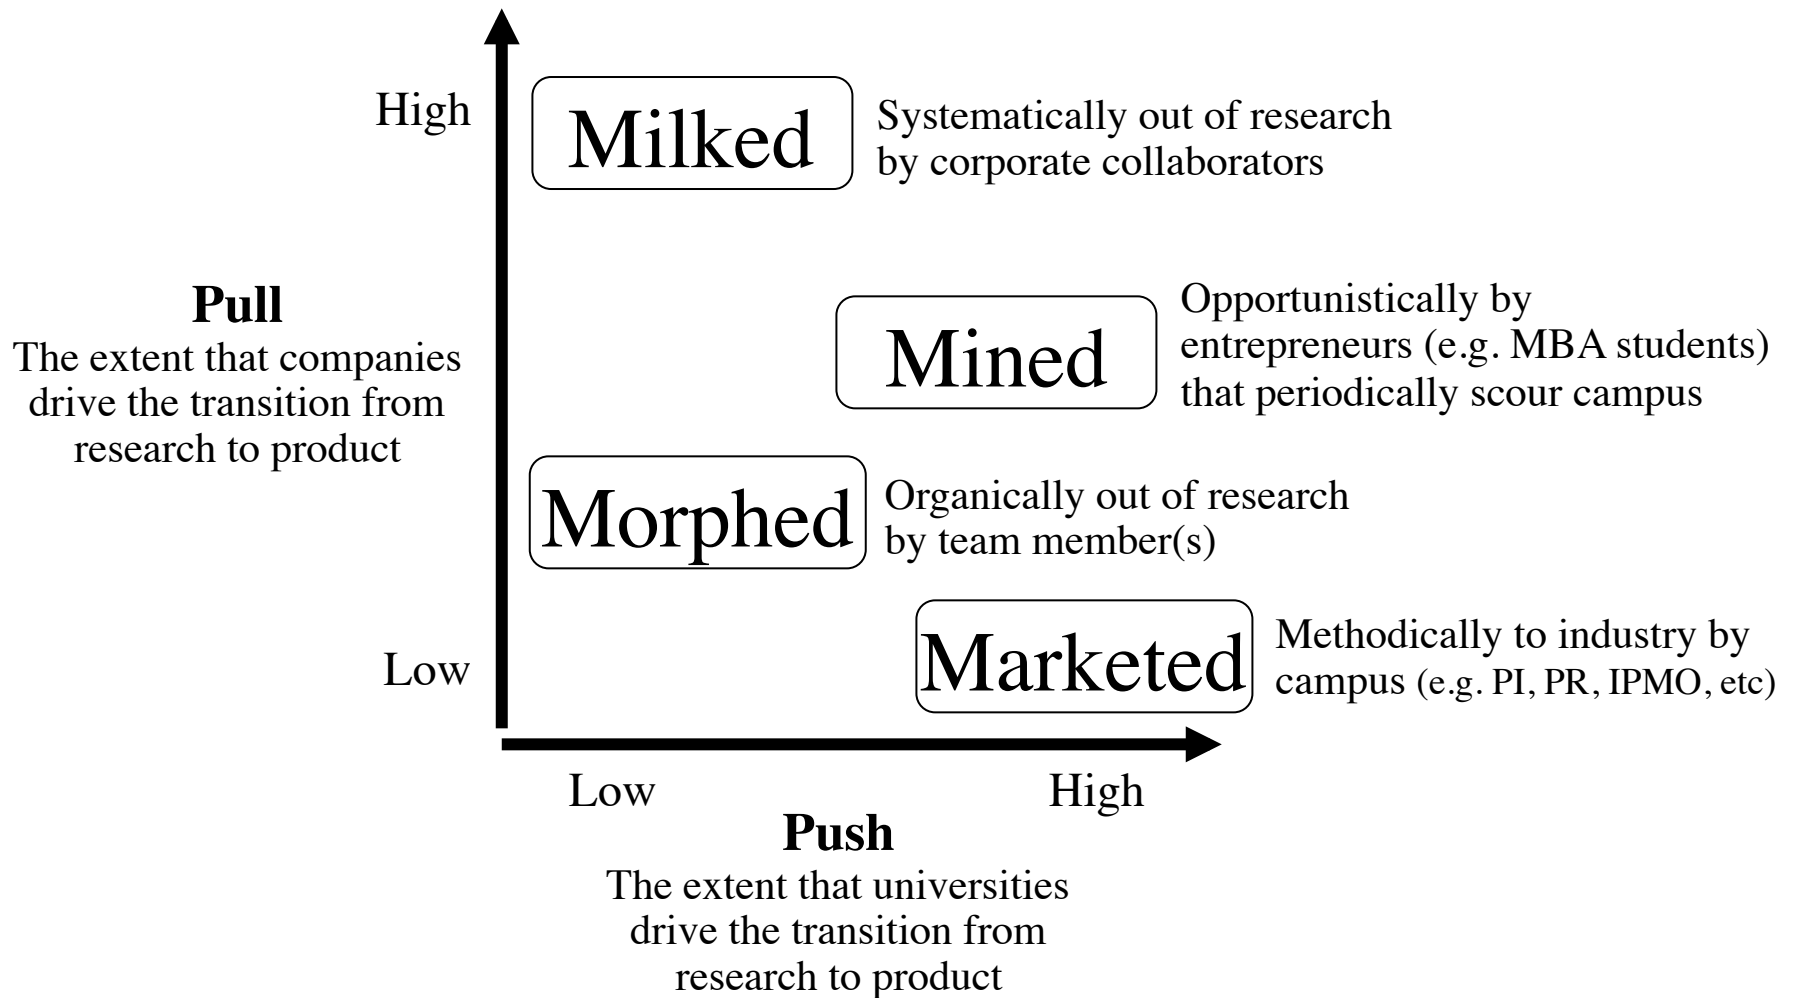 High
Milked
Systematically out of research
by corporate collaborators
Pull
The extent that companies
drive the transition from
research to product
Mined
Opportunistically by
entrepreneurs (e.g. MBA students)
that periodically scour campus
Morphed
Organically out of research
by team member(s)
Low
Marketed
Methodically to industry by
campus (e.g. PI, PR, IPMO, etc)
Low
High
Push
The extent that universities
drive the transition from
research to product